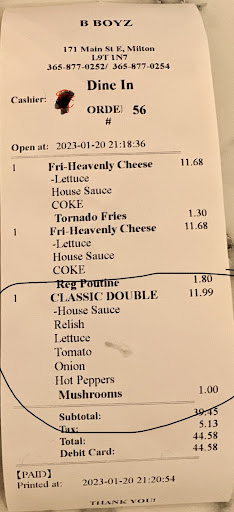 B BOYZ
171 Main St E, Milton
L9T 1N7
365-877-0252/ 365-877-0254
Dine In
Cashier:
ORDER 56
#
Open at: 2023-01-20 21:18:36
1 Fri-Heavenly Cheese 11.68
-Lettuce
House Sauce
COKE
Tornado Fries 1.30
1 Fri-Heavenly Cheese 11.68
-Lettuce
House Sauce
COKE
Reg Poutine 1.80
1 CLASSIC DOUBLE 11.99
-House Sauce
Relish
Lettuce
Tomato
Onion
Hot Peppers
Mushrooms 1.00
Subtotal: 39.45
Tax: 5.13
Total: 44.58
Debit Card: 44.58
【PAID】
Printed at: 2023-01-20 21:20:54
THANK YOU!